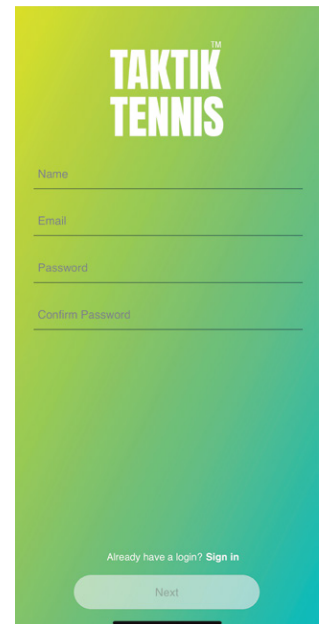 TAKTIK™
TENNIS
Name
Email
Password
Confirm Password
Already have a login? Sign in
Next